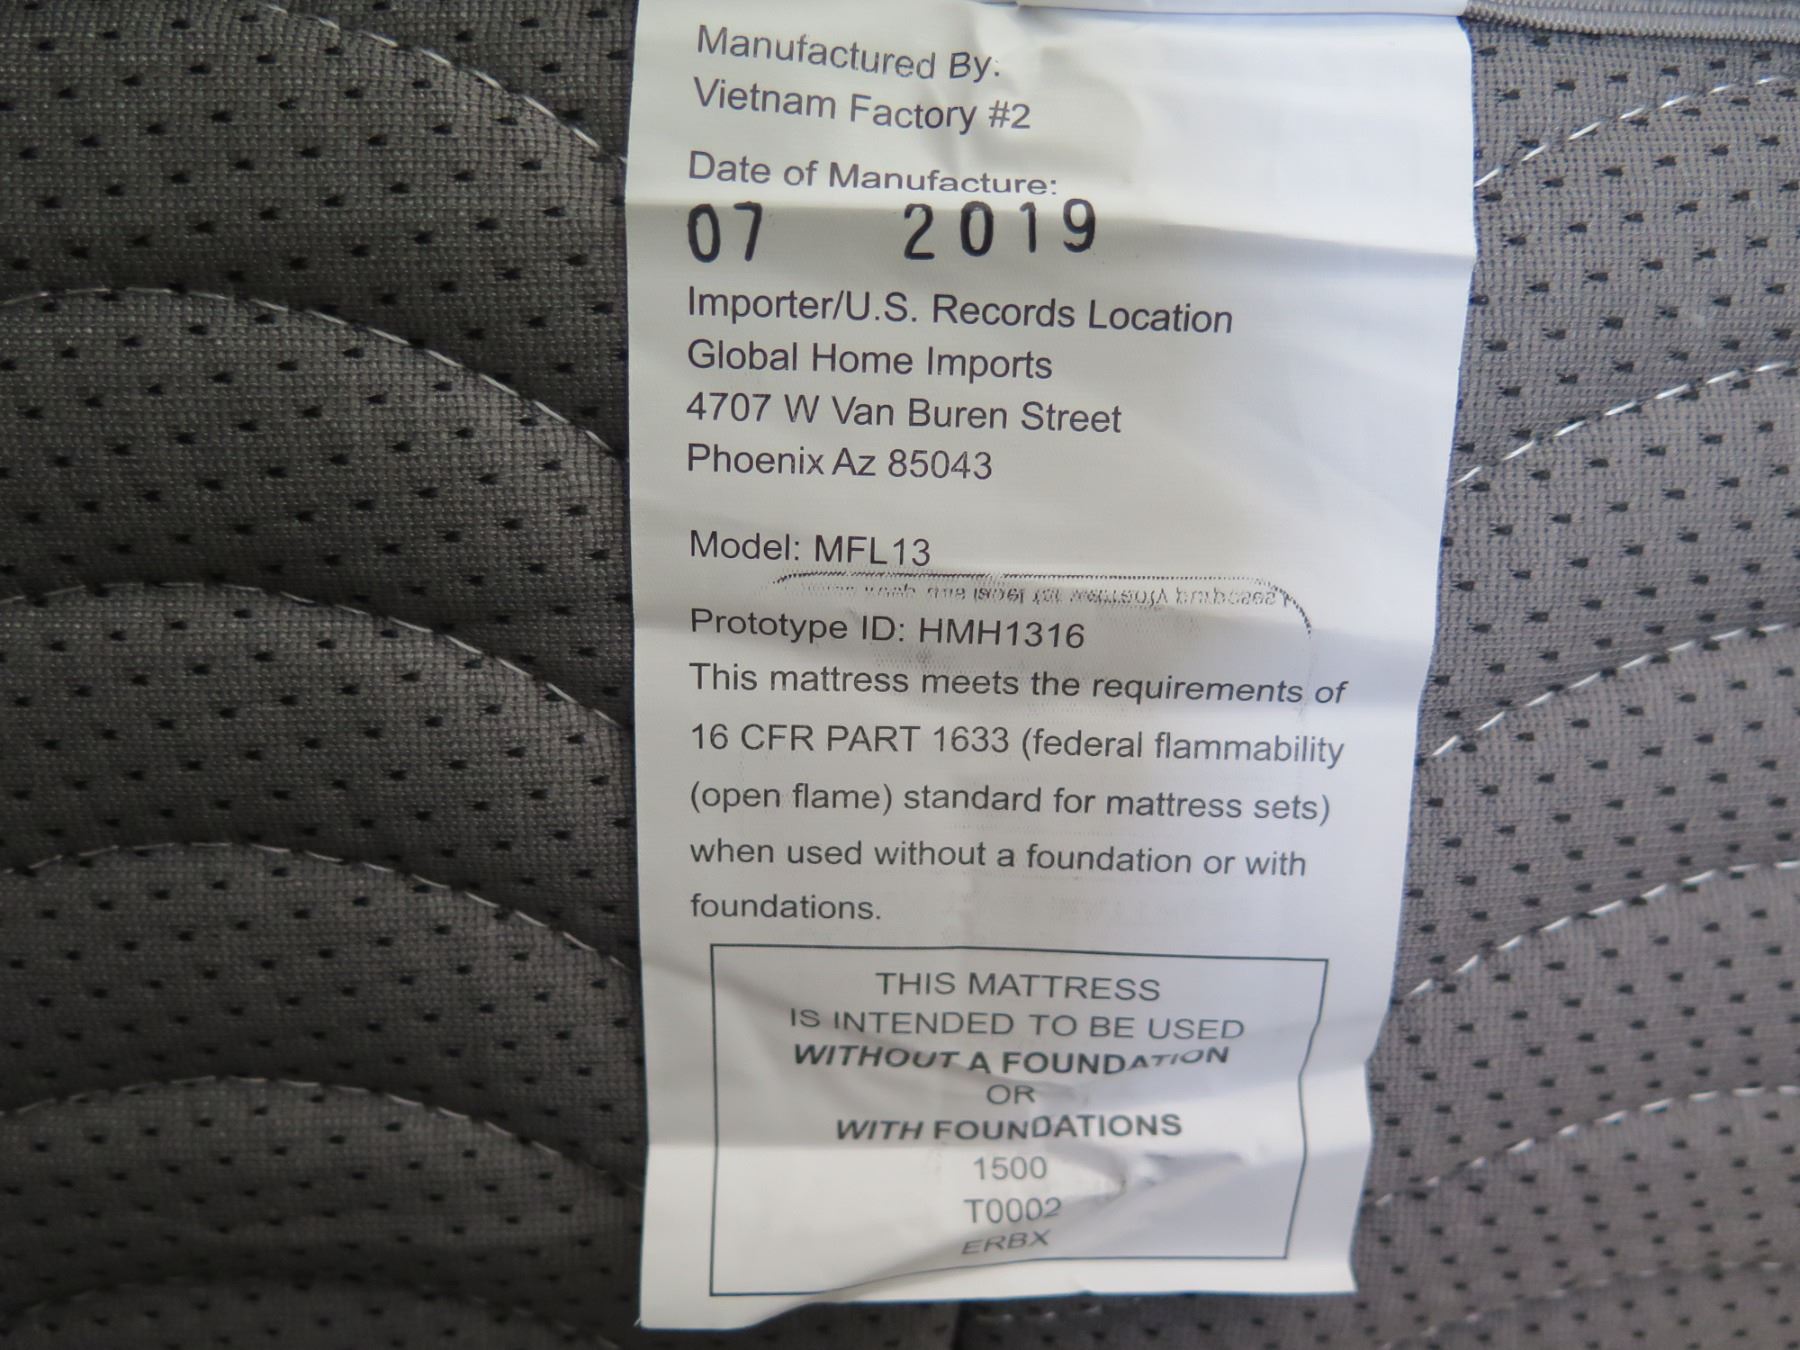 Manufactured By:
Vietnam Factory #2
Date of Manufacture:
07 2019
Importer/U.S. Records Location
Global Home Imports
4707 W Van Buren Street
Phoenix Az 85043
Model: MFL13
Prototype ID: HMH1316
This mattress meets the requirements of
16 CFR PART 1633 (federal flammability
(open flame) standard for mattress sets)
when used without a foundation or with
foundations.
THIS MATTRESS
IS INTENDED TO BE USED
WITHOUT A FOUNDATION
OR
WITH FOUNDATIONS
1500
T0002
ERBX